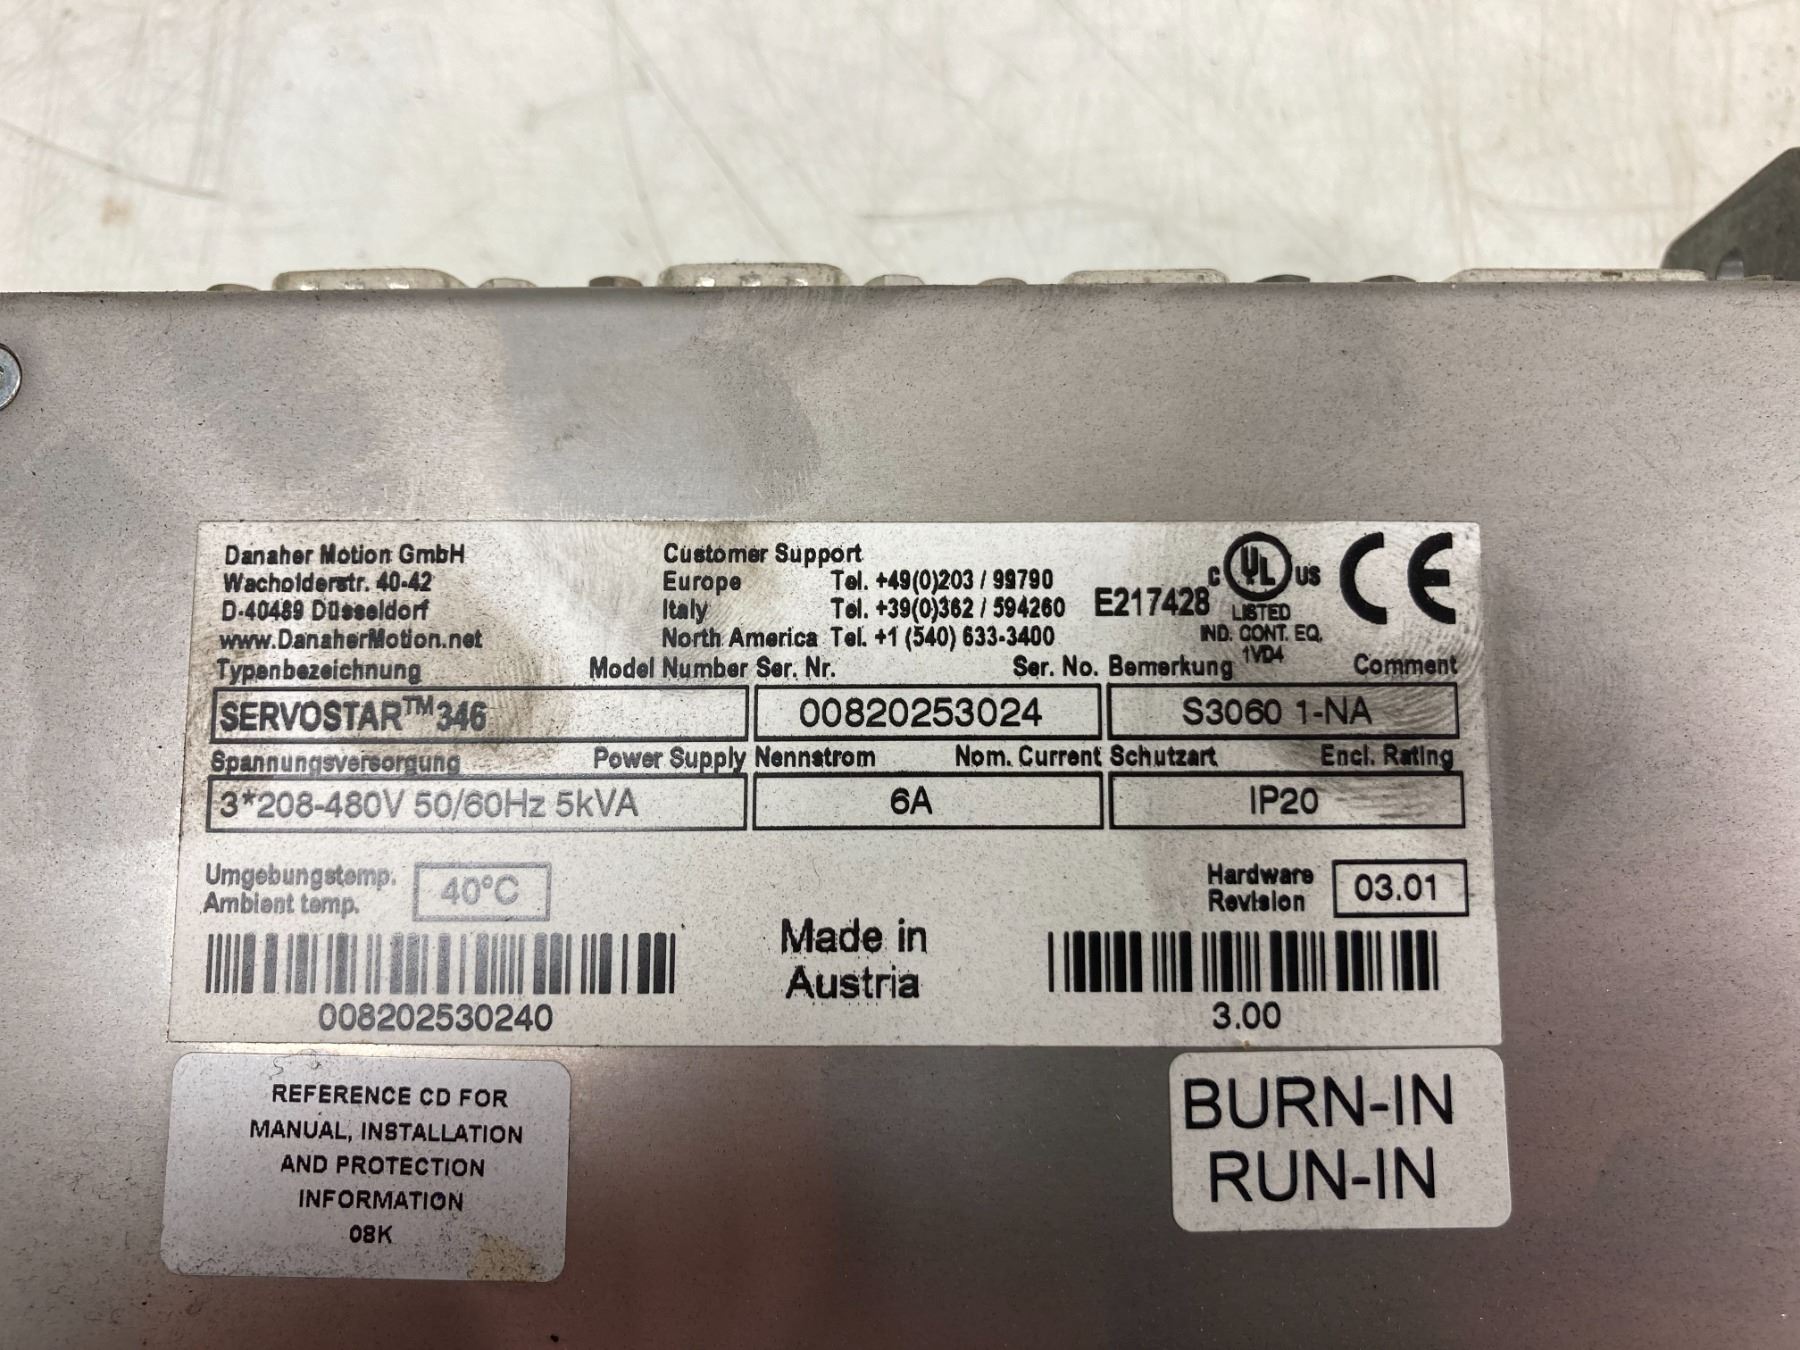 Danaher Motion GmbH
Wacholderstr. 40-42
D-40489 Düsseldorf
www.DanaherMotion.net
Customer Support
Europe Tel. +49(0)203 / 99790
Italy Tel. +39(0)362 / 594260
North America Tel. +1 (540) 633-3400
E217428
C UL US
LISTED
IND. CONT. EQ.
1VD4
CE
Typenbezeichnung Model Number Ser. Nr. Ser. No. Bemerkung Comment
SERVOSTAR™ 346 00820253024 S3060 1-NA
Spannungsversorgung Power Supply Nennstrom Nom. Current Schutzart Encl. Rating
3*208-480V 50/60Hz 5kVA 6A IP20
Umgebungstemp.
Ambient temp.
40°C
Hardware
Revision
03.01
Made in
Austria
008202530240
3.00
REFERENCE CD FOR
MANUAL, INSTALLATION
AND PROTECTION
INFORMATION
08K
BURN-IN
RUN-IN